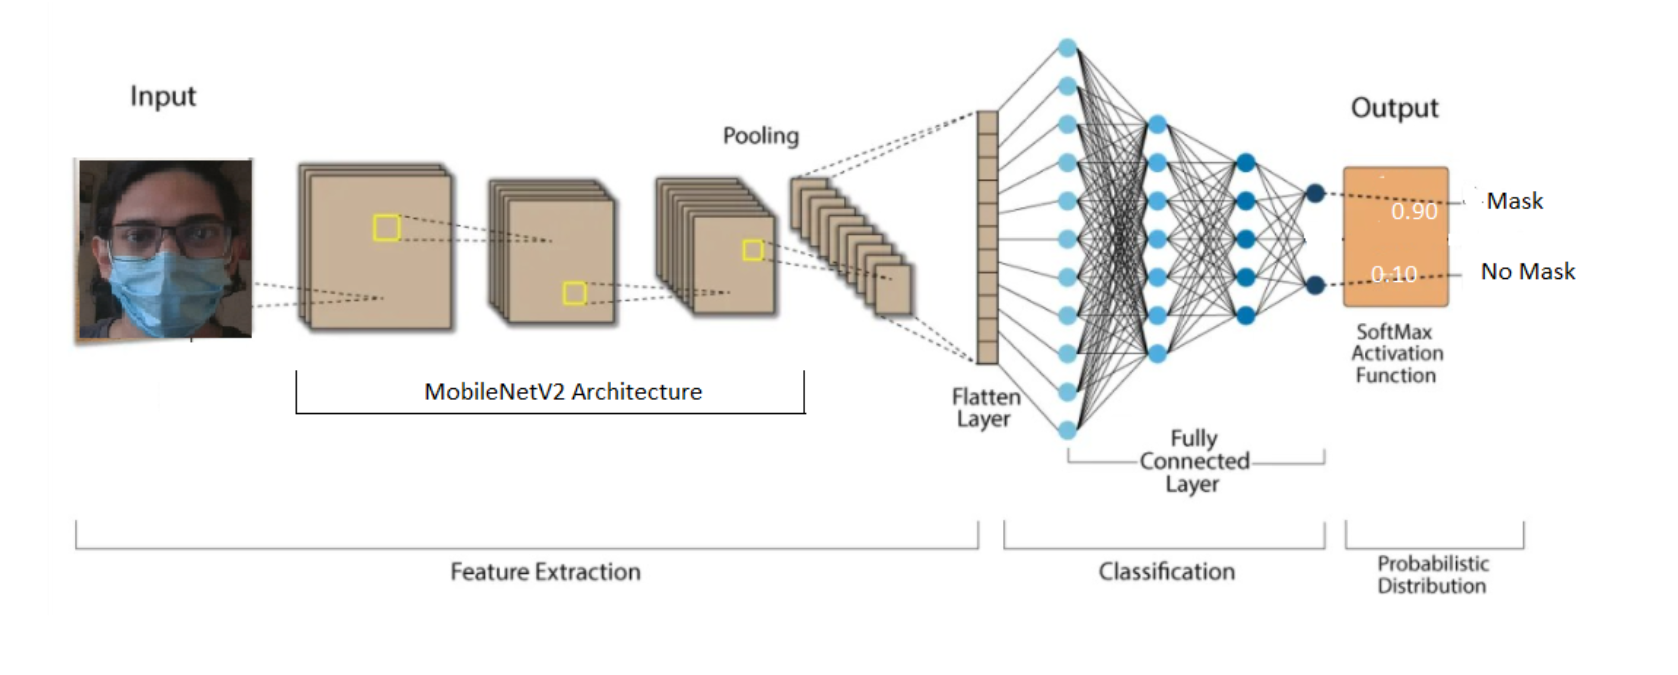 Input
Pooling
Output
0.90
Mask
0.10
No Mask
SoftMax
Activation
Function
MobileNetV2 Architecture
Flatten
Layer
Fully
Connected
Layer
Feature Extraction
Classification
Probabilistic
Distribution